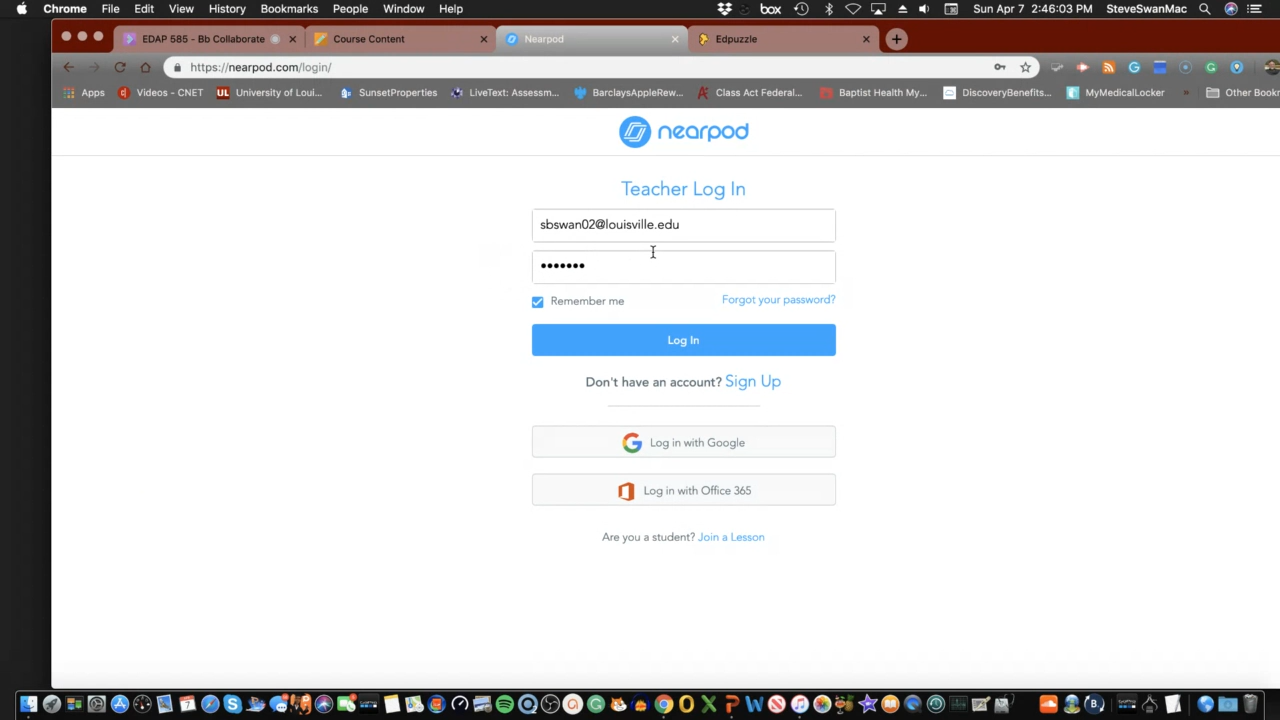 Chrome File Edit View History Bookmarks People Window Help box Sun Apr 7 2:46:03 PM SteveSwanMac
EDAP 585 - Bb Collaborate Course Content Nearpod Edpuzzle
https://nearpod.com/login/
Apps Videos - CNET UL University of Loui... SunsetProperties LiveText: Assessm... BarclaysAppleRew... Class Act Federal... Baptist Health My... DiscoveryBenefits... MyMedicalLocker » Other Bookm
nearpod
Teacher Log In
sbswan02@louisville.edu
•••••••
Remember me Forgot your password?
Log In
Don't have an account? Sign Up
Log in with Google
Log in with Office 365
Are you a student? Join a Lesson